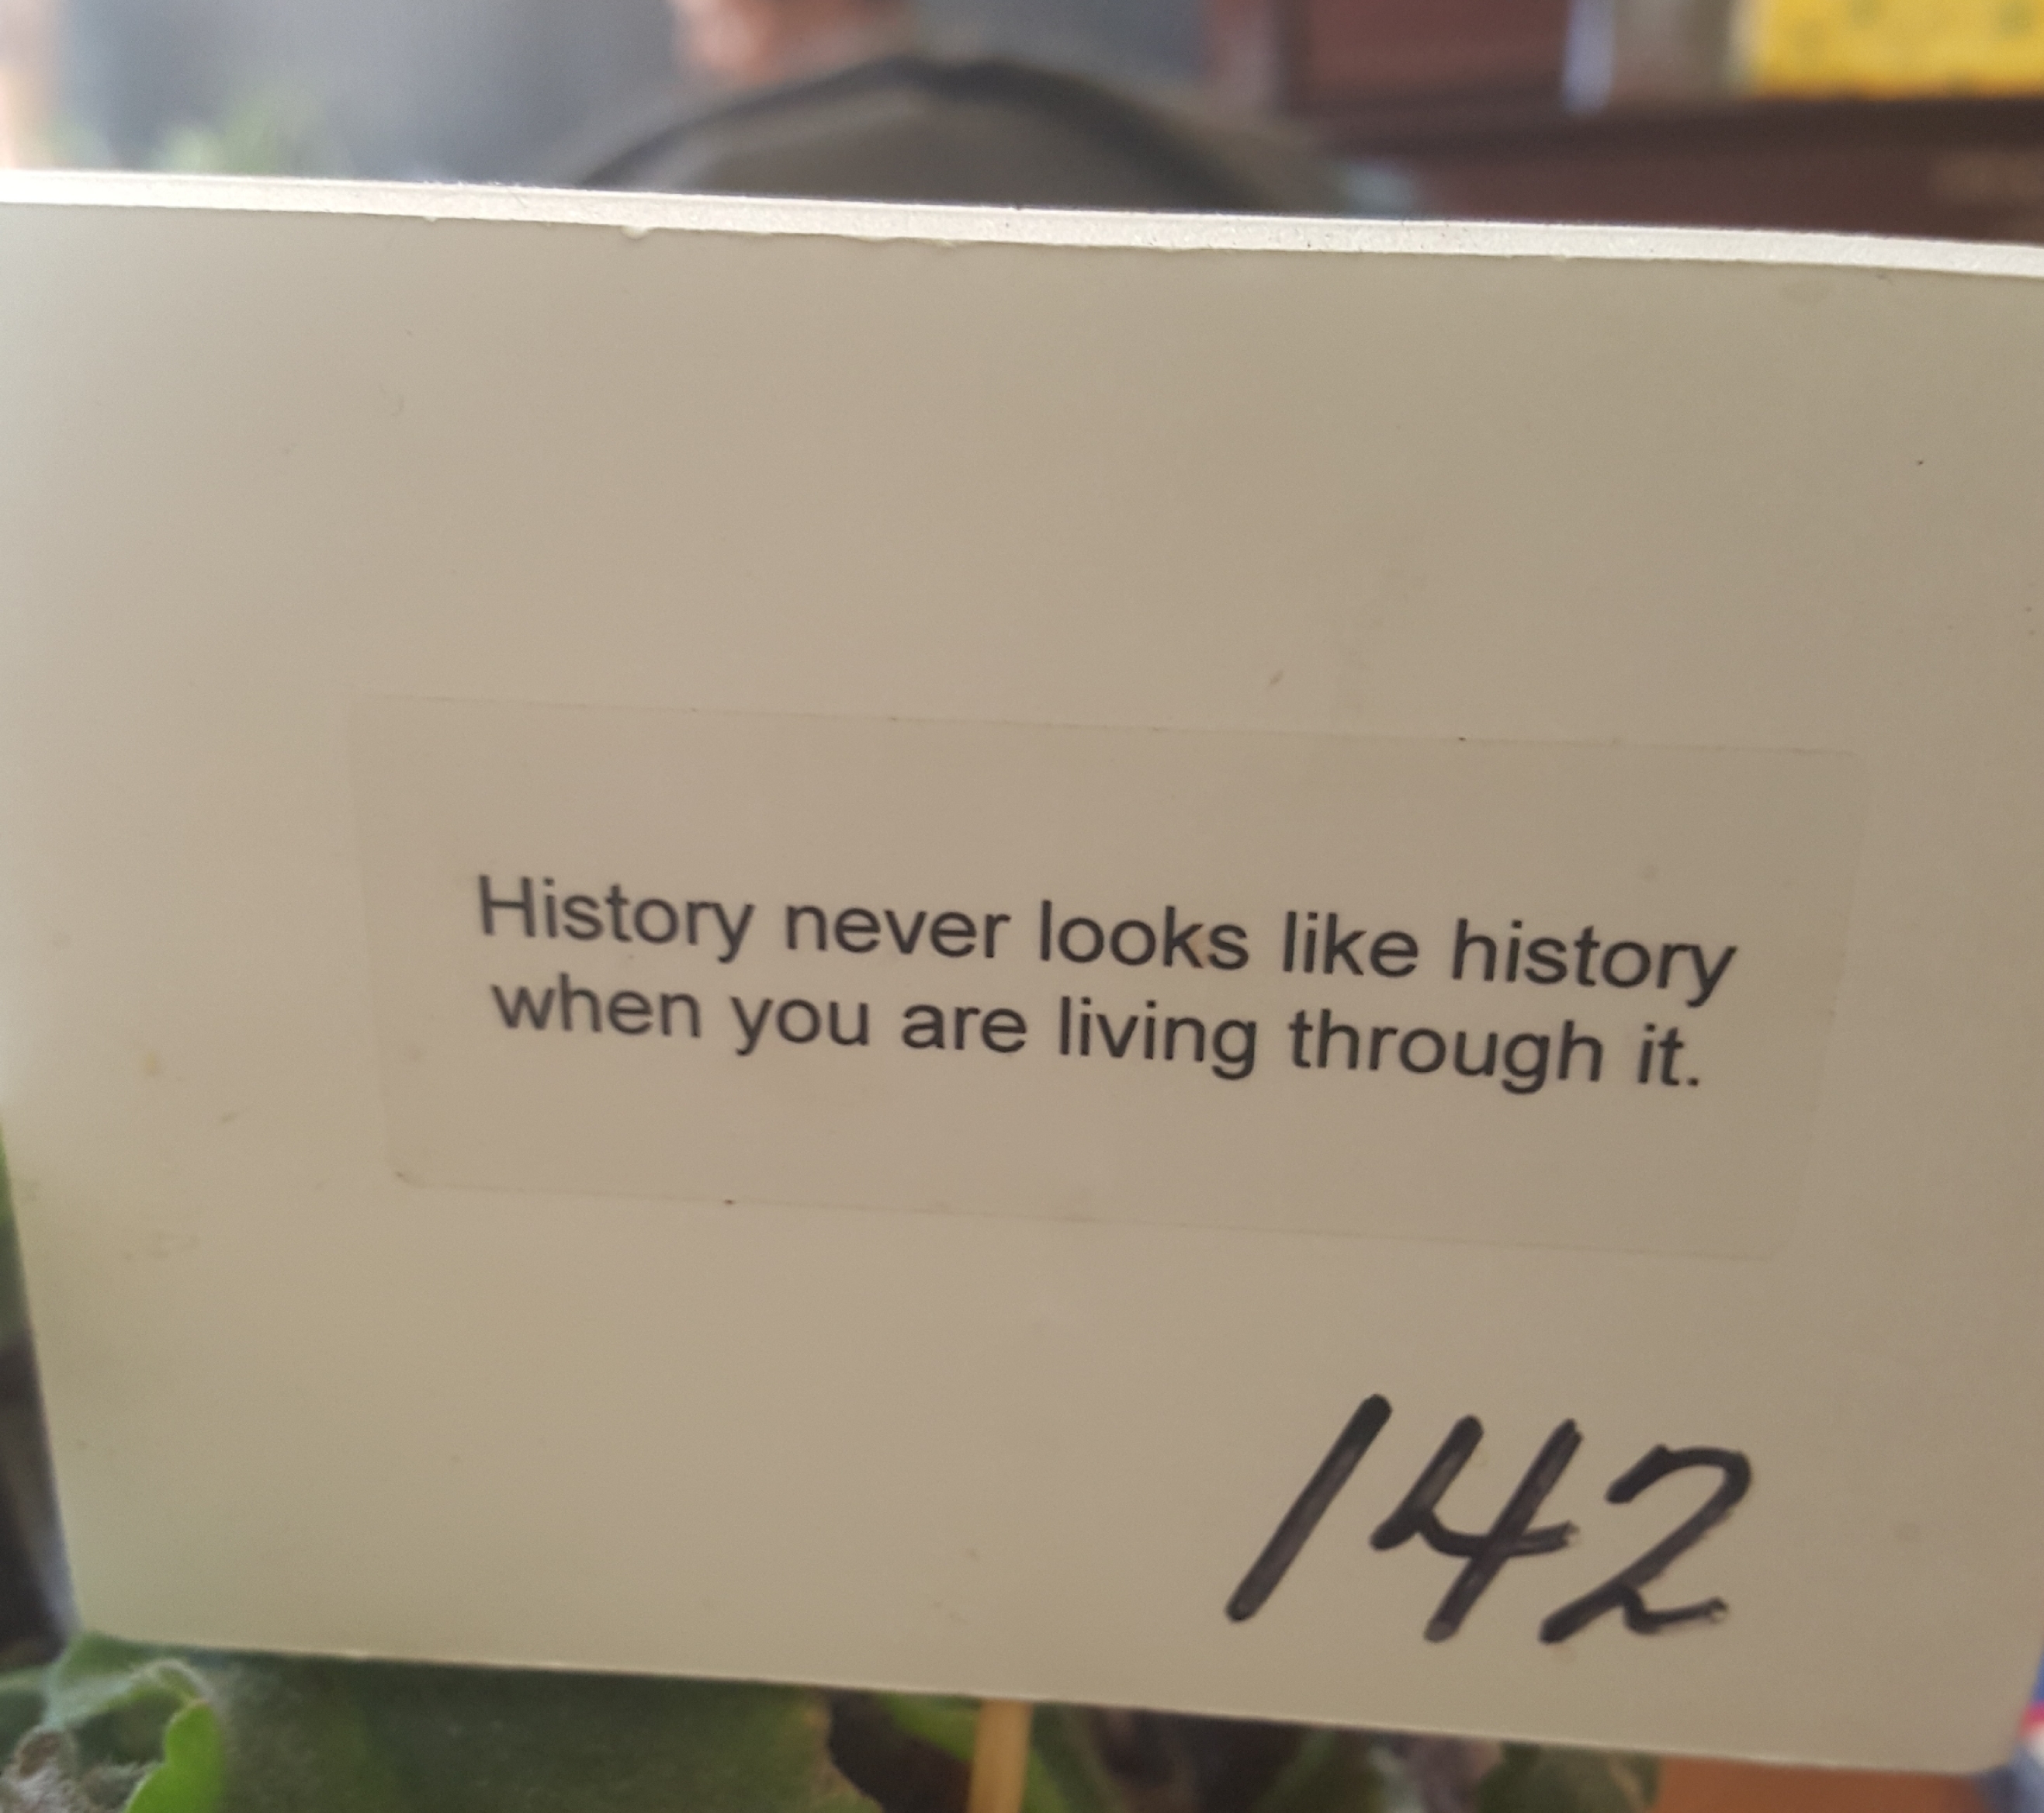 History never looks like history
when you are living through it.
142